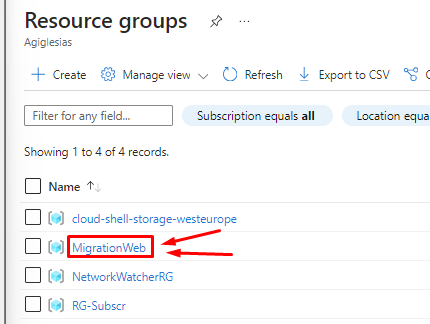 Resource groups
Agiglesias
Create Manage view Refresh Export to CSV
Filter for any field... Subscription equals all Location equa
Showing 1 to 4 of 4 records.
Name
cloud-shell-storage-westeurope
MigrationWeb
NetworkWatcherRG
RG-Subscr